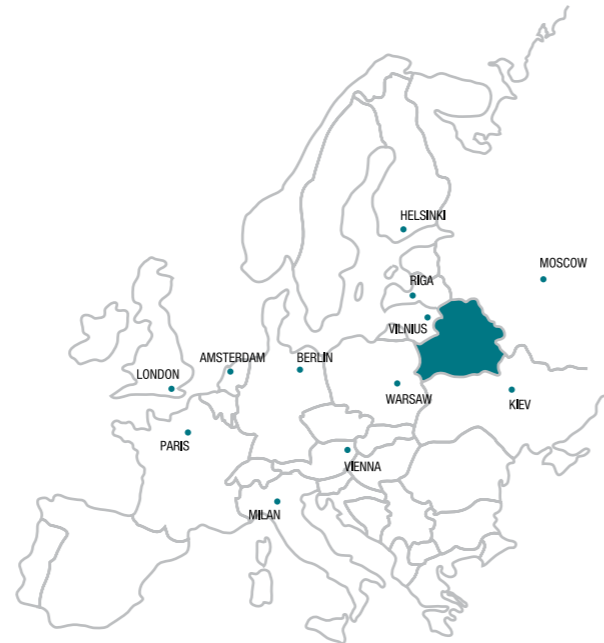 HELSINKI
MOSCOW
RIGA
VILNIUS
AMSTERDAM
BERLIN
LONDON
WARSAW
KIEV
PARIS
VIENNA
MILAN